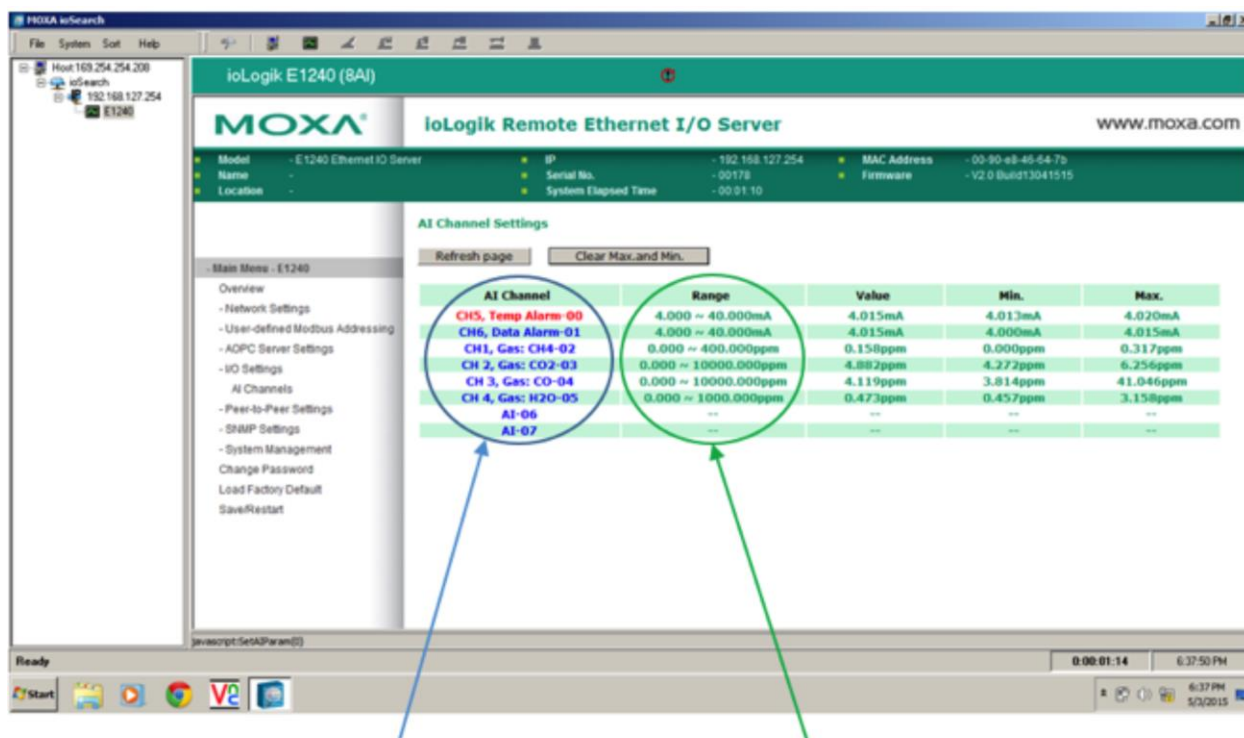 MOXA ioSearch
File System Sort Help
Host:169.254.254.208
ioSearch
192.168.127.254
E1240
ioLogik E1240 (8AI)
MOXA®
ioLogik Remote Ethernet I/O Server
www.moxa.com
Model - E1240 Ethernet IO Server IP - 192.168.127.254 MAC Address - 00-90-e8-46-64-7b
Name - Serial No. - 00178 Firmware - V2.0 Build13041515
Location - System Elapsed Time - 00:01:10
AI Channel Settings
Refresh page Clear Max.and Min.
- Main Menu - E1240
Overview
- Network Settings
- User-defined Modbus Addressing
- AOPC Server Settings
- I/O Settings
AI Channels
- Peer-to-Peer Settings
- SNMP Settings
- System Management
Change Password
Load Factory Default
Save/Restart
AI Channel Range Value Min. Max.
CH5, Temp Alarm-00 4.000 ~ 40.000mA 4.015mA 4.013mA 4.020mA
CH6, Data Alarm-01 4.000 ~ 40.000mA 4.015mA 4.000mA 4.015mA
CH1, Gas: CH4-02 0.000 ~ 400.000ppm 0.158ppm 0.000ppm 0.317ppm
CH 2, Gas: CO2-03 0.000 ~ 10000.000ppm 4.882ppm 4.272ppm 6.256ppm
CH 3, Gas: CO-04 0.000 ~ 10000.000ppm 4.119ppm 3.814ppm 41.046ppm
CH 4, Gas: H2O-05 0.000 ~ 1000.000ppm 0.473ppm 0.457ppm 3.158ppm
AI-06 -- -- -- --
AI-07 -- -- -- --
javascript:SetAIParam(0)
Ready 0:00:01:14 6:37:50 PM
Start 6:37 PM
5/3/2015